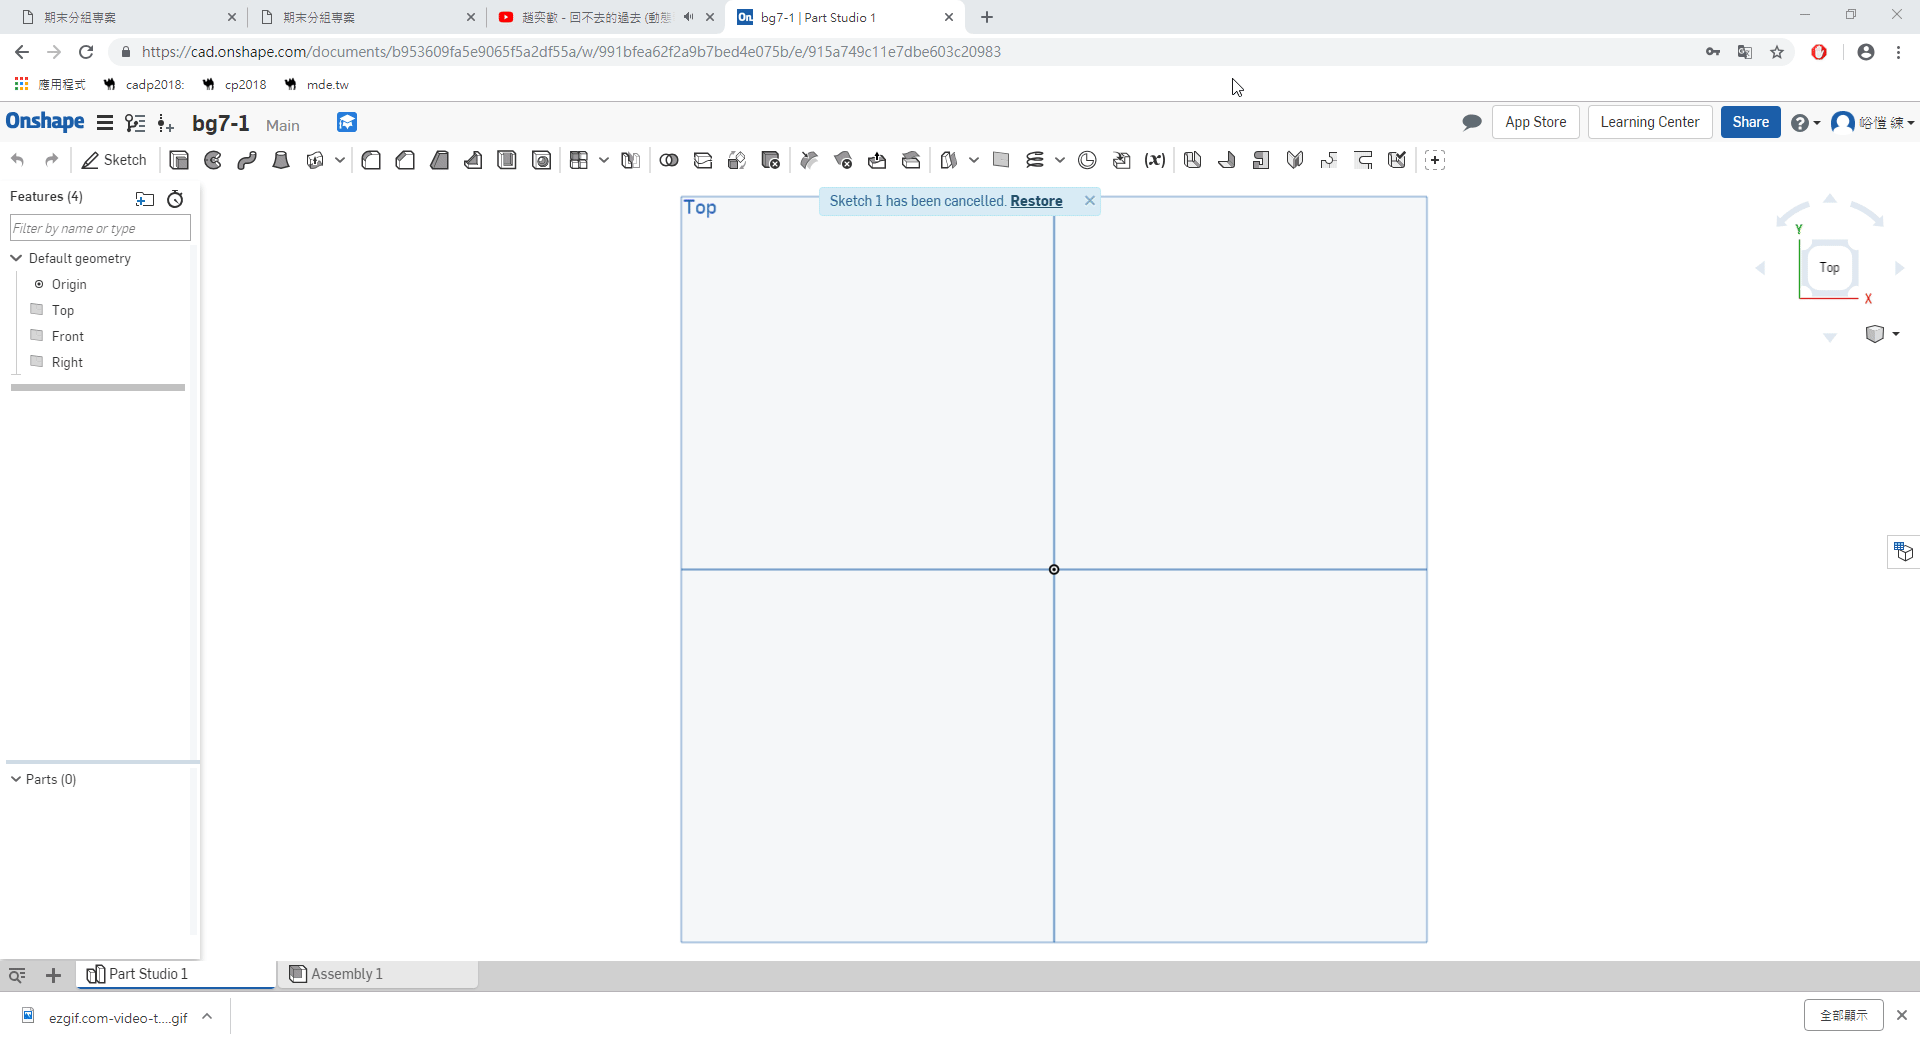 期末分組專案
期末分組專案
趙奕歡 - 回不去的過去 (動態
bg7-1 | Part Studio 1
https://cad.onshape.com/documents/b953609fa5e9065f5a2df55a/w/991bfea62f2a9b7bed4e075b/e/915a749c11e7dbe603c20983
應用程式
cadp2018:
cp2018
mde.tw
Onshape
bg7-1 Main
App Store
Learning Center
Share
峪愷 練
Sketch
(x)
Features (4)
Filter by name or type
Default geometry
Origin
Top
Front
Right
Parts (0)
Top
Sketch 1 has been cancelled. Restore
Y
Top
X
Part Studio 1
Assembly 1
ezgif.com-video-t....gif
全部顯示